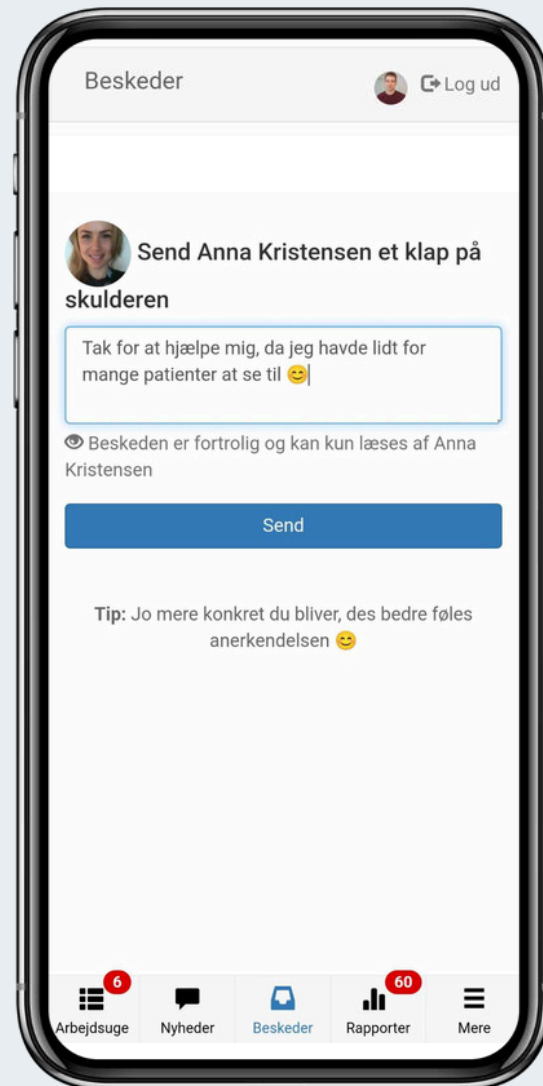 Beskeder
Log ud
Send Anna Kristensen et klap på
skulderen
Tak for at hjælpe mig, da jeg havde lidt for
mange patienter at se til 😊
Beskeden er fortrolig og kan kun læses af Anna
Kristensen
Send
Tip: Jo mere konkret du bliver, des bedre føles
anerkendelsen 😊
6
60
Arbejdsuge
Nyheder
Beskeder
Rapporter
Mere